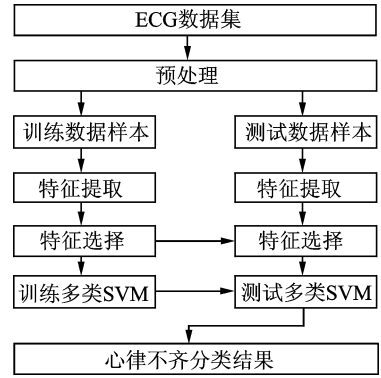 ECG数据集
预处理
训练数据样本
测试数据样本
特征提取
特征提取
特征选择
特征选择
训练多类SVM
测试多类SVM
心律不齐分类结果